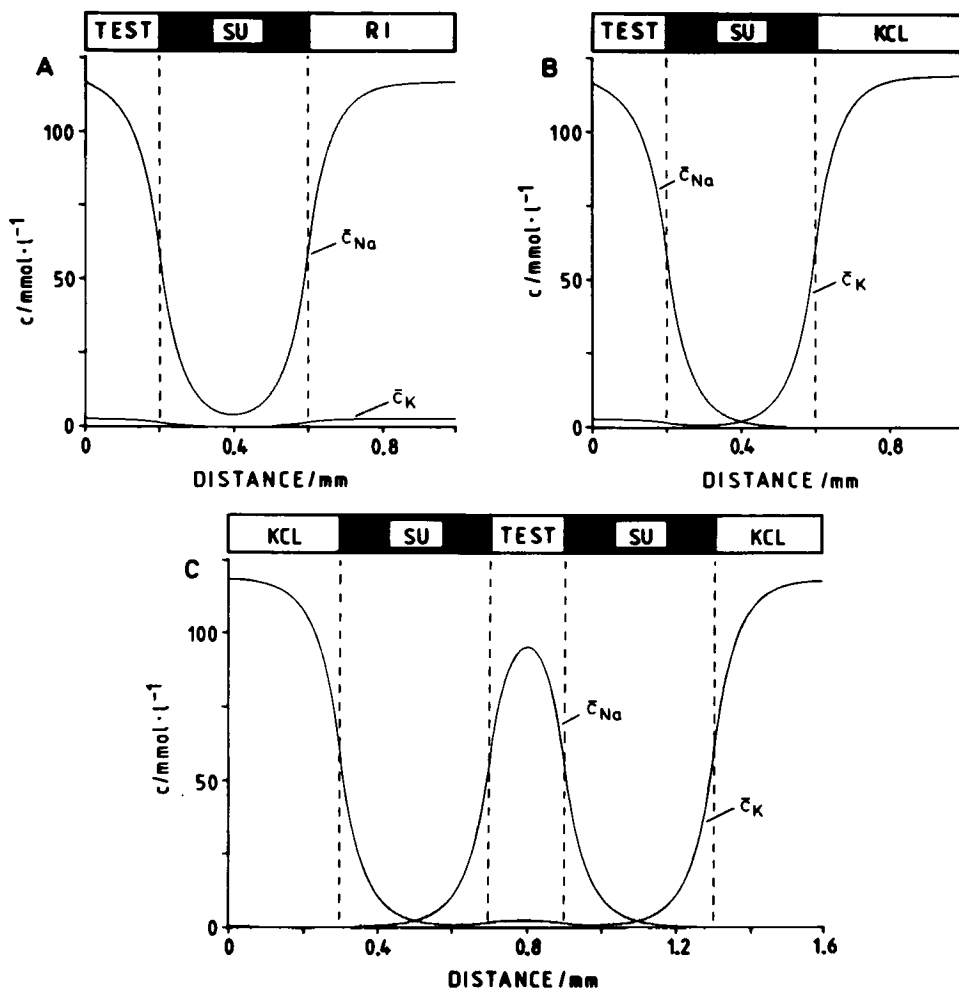 TEST SU RI
A
100
50
0
c/mmol·l⁻¹
c̄Na
c̄K
0 0.4 0.8
DISTANCE/mm
TEST SU KCL
B
100
50
0
c/mmol·l⁻¹
c̄Na
c̄K
0 0.4 0.8
DISTANCE/mm
KCL SU TEST SU KCL
C
100
50
0
c/mmol·l⁻¹
c̄Na
c̄K
0 0.4 0.8 1.2 1.6
DISTANCE/mm